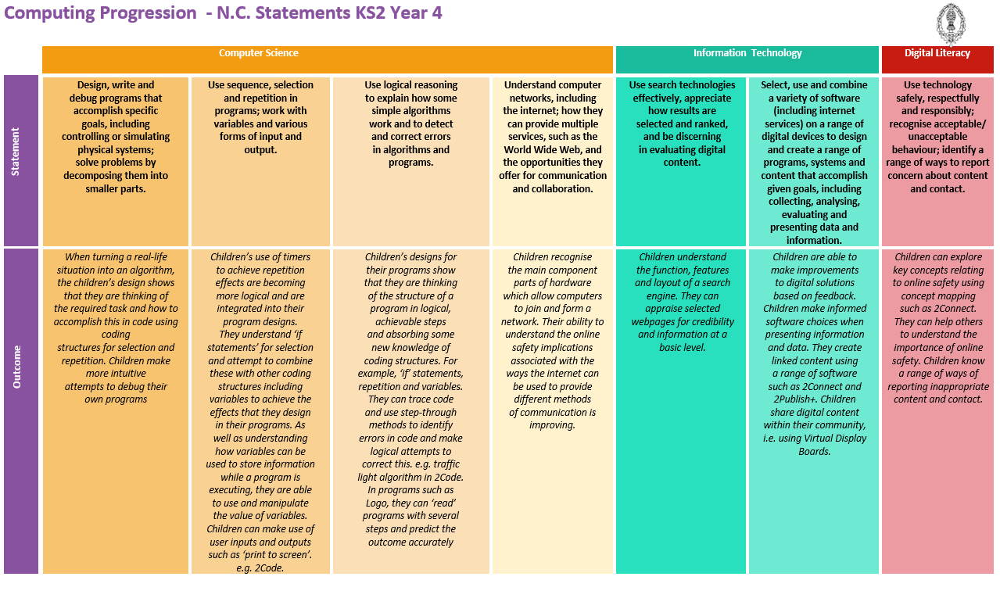 Computing Progression - N.C. Statements KS2 Year 4
Computer Science
Information Technology
Digital Literacy
Statement
Design, write and
debug programs that
accomplish specific
goals, including
controlling or simulating
physical systems;
solve problems by
decomposing them into
smaller parts.
Use sequence, selection
and repetition in
programs; work with
variables and various
forms of input and
output.
Use logical reasoning
to explain how some
simple algorithms
work and to detect
and correct errors
in algorithms and
programs.
Understand computer
networks, including
the internet; how they
can provide multiple
services, such as the
World Wide Web, and
the opportunities they
offer for communication
and collaboration.
Use search technologies
effectively, appreciate
how results are
selected and ranked,
and be discerning
in evaluating digital
content.
Select, use and combine
a variety of software
(including internet
services) on a range of
digital devices to design
and create a range of
programs, systems and
content that accomplish
given goals, including
collecting, analysing,
evaluating and
presenting data and
information.
Use technology
safely, respectfully
and responsibly;
recognise acceptable/
unacceptable
behaviour; identify a
range of ways to report
concern about content
and contact.
Outcome
When turning a real-life
situation into an algorithm,
the children's design shows
that they are thinking of
the required task and how to
accomplish this in code using
coding
structures for selection and
repetition. Children make
more intuitive
attempts to debug their
own programs
Children's use of timers
to achieve repetition
effects are becoming
more logical and are
integrated into their
program designs.
They understand 'if
statements' for selection
and attempt to combine
these with other coding
structures including
variables to achieve the
effects that they design
in their programs. As
well as understanding
how variables can be
used to store information
while a program is
executing, they are able
to use and manipulate
the value of variables.
Children can make use of
user inputs and outputs
such as 'print to screen'.
e.g. 2Code.
Children's designs for
their programs show
that they are thinking
of the structure of a
program in logical,
achievable steps
and absorbing some
new knowledge of
coding structures. For
example, 'if' statements,
repetition and variables.
They can trace code
and use step-through
methods to identify
errors in code and make
logical attempts to
correct this. e.g. traffic
light algorithm in 2Code.
In programs such as
Logo, they can 'read'
programs with several
steps and predict the
outcome accurately
Children recognise
the main component
parts of hardware
which allow computers
to join and form a
network. Their ability to
understand the online
safety implications
associated with the
ways the internet can
be used to provide
different methods
of communication is
improving.
Children understand
the function, features
and layout of a search
engine. They can
appraise selected
webpages for credibility
and information at a
basic level.
Children are able to
make improvements
to digital solutions
based on feedback.
Children make informed
software choices when
presenting information
and data. They create
linked content using
a range of software
such as 2Connect and
2Publish+. Children
share digital content
within their community,
i.e. using Virtual Display
Boards.
Children can explore
key concepts relating
to online safety using
concept mapping
such as 2Connect.
They can help others
to understand the
importance of online
safety. Children know
a range of ways of
reporting inappropriate
content and contact.